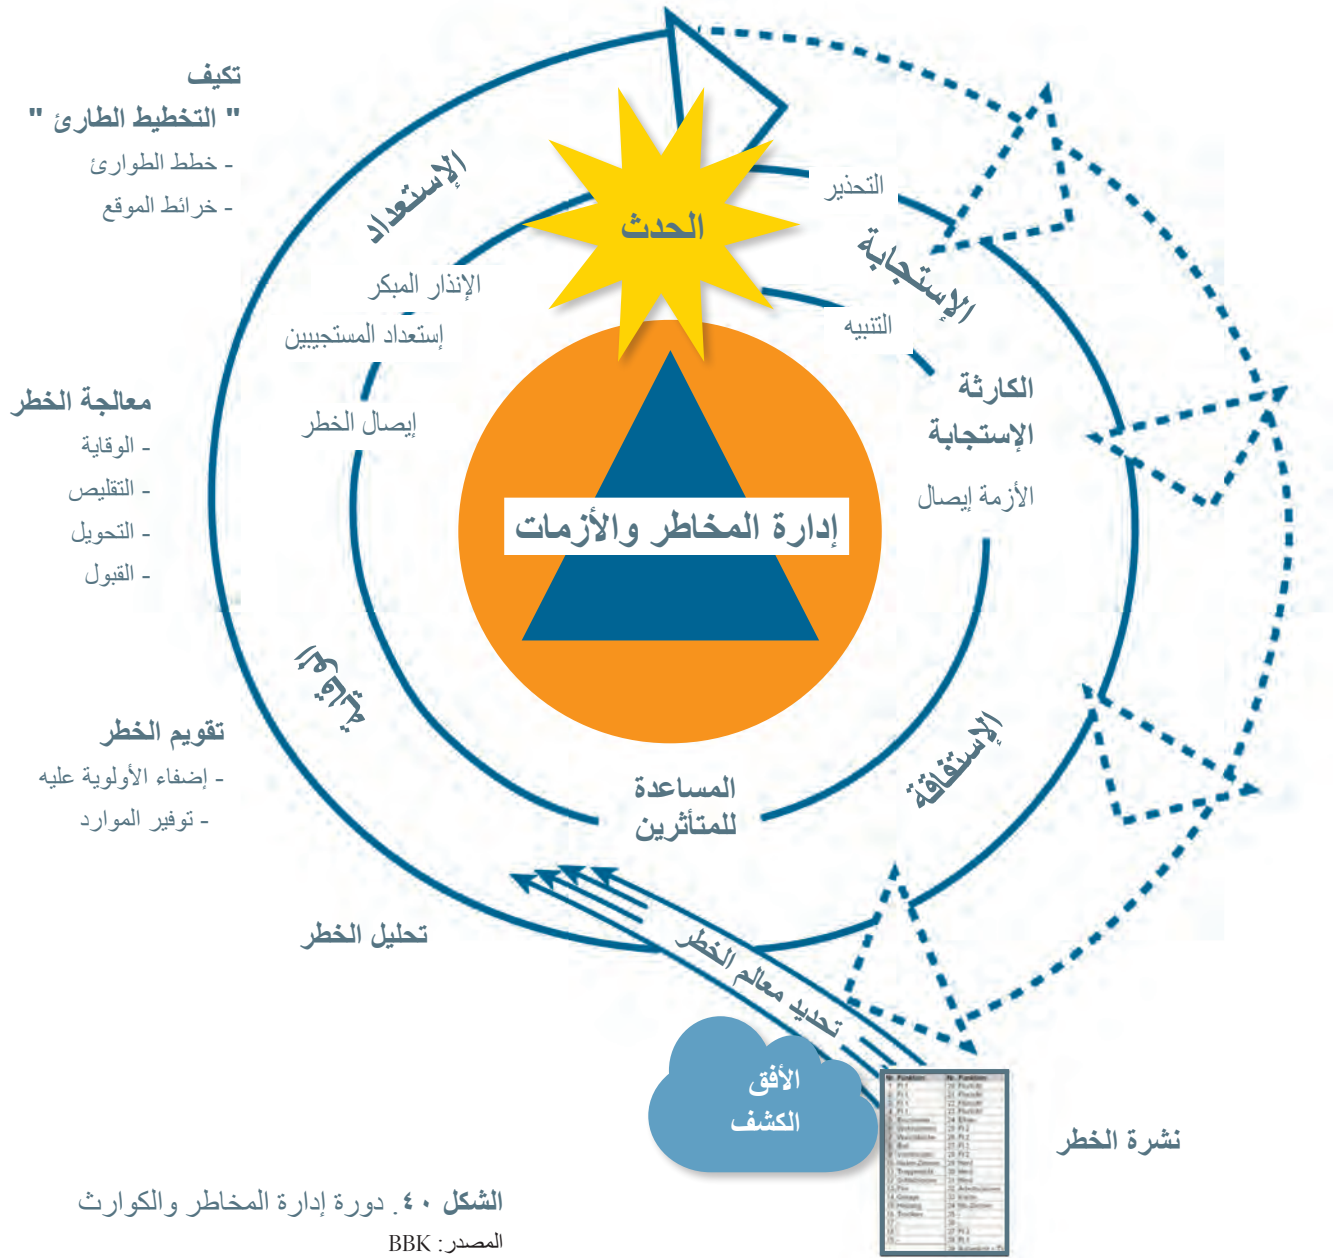 تكيف
" التخطيط الطارئ "
- خطط الطوارئ
- خرائط الموقع
الإستعداد
الحدث
التحذير
الإستجابة
الإنذار المبكر
إستعداد المستجيبين
التنبيه
معالجة الخطر
- الوقاية
- التقليص
- التحويل
- القبول
إيصال الخطر
الكارثة
الإستجابة
الأزمة إيصال
إدارة المخاطر والأزمات
الوقاية
تقويم الخطر
- إضفاء الأولوية عليه
- توفير الموارد
المساعدة
للمتأثرين
الإستفاقة
تحليل الخطر
تحديد معالم الخطر
الأفق
الكشف
نشرة الخطر
الشكل ٤٠. دورة إدارة المخاطر والكوارث
المصدر: BBK